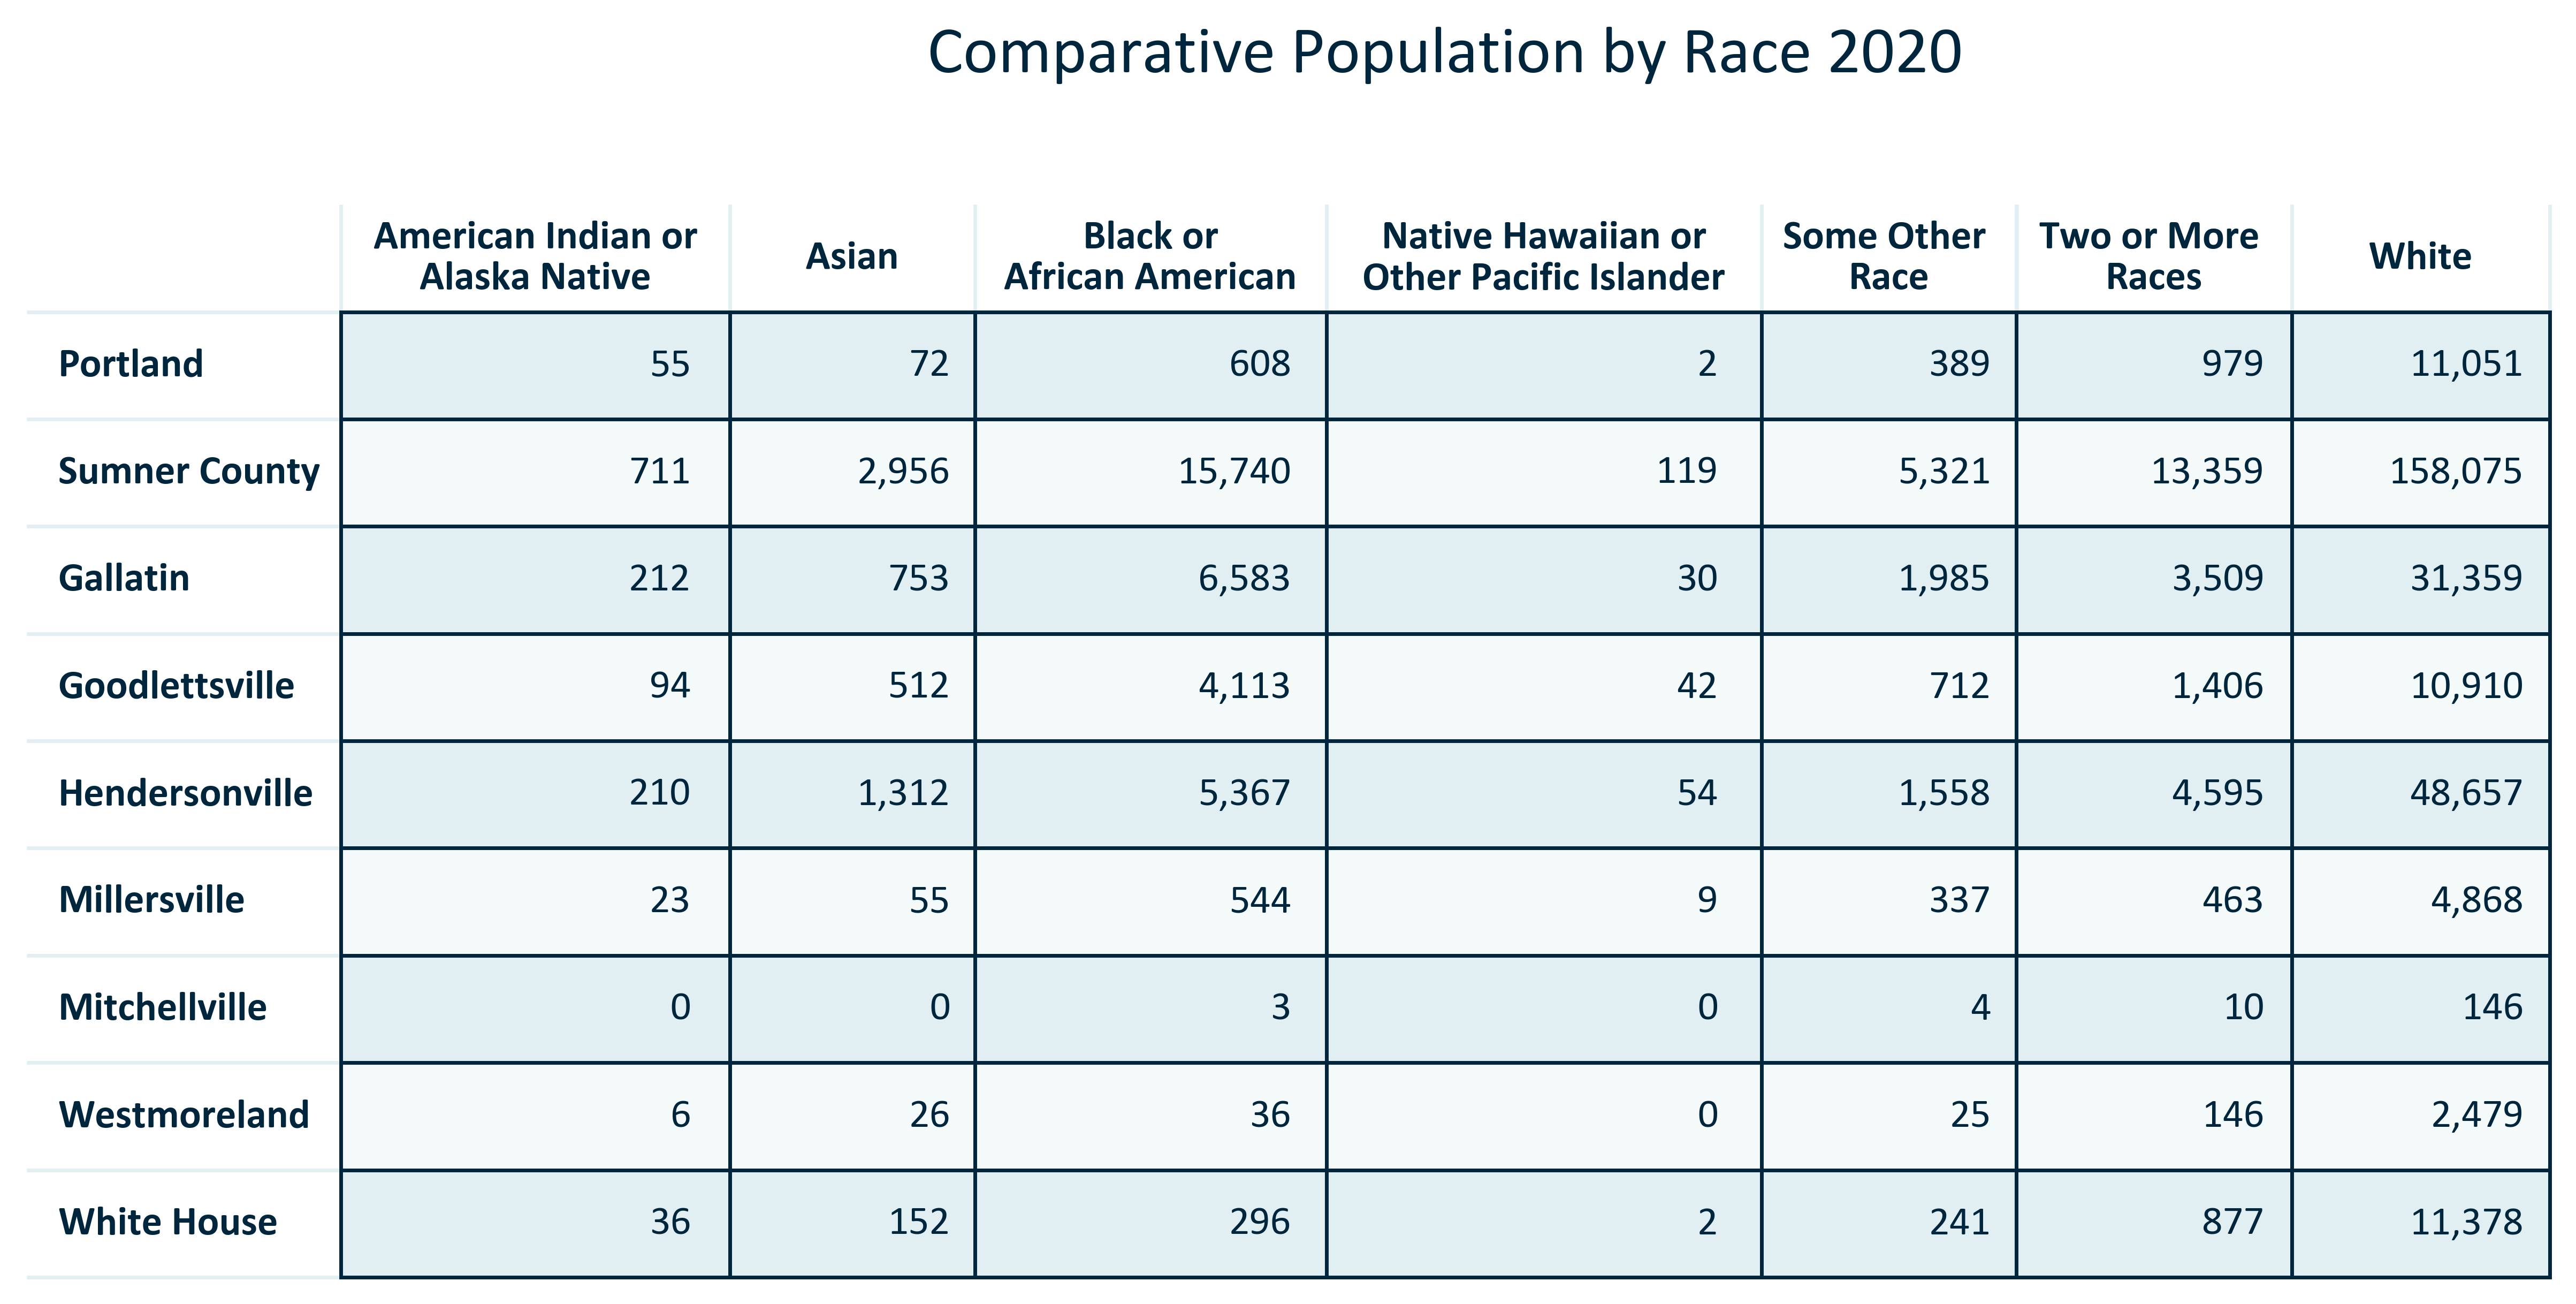 Comparative Population by Race 2020
American Indian or Alaska Native Asian Black or African American Native Hawaiian or Other Pacific Islander Some Other Race Two or More Races White
Portland 55 72 608 2 389 979 11,051
Sumner County 711 2,956 15,740 119 5,321 13,359 158,075
Gallatin 212 753 6,583 30 1,985 3,509 31,359
Goodlettsville 94 512 4,113 42 712 1,406 10,910
Hendersonville 210 1,312 5,367 54 1,558 4,595 48,657
Millersville 23 55 544 9 337 463 4,868
Mitchellville 0 0 3 0 4 10 146
Westmoreland 6 26 36 0 25 146 2,479
White House 36 152 296 2 241 877 11,378